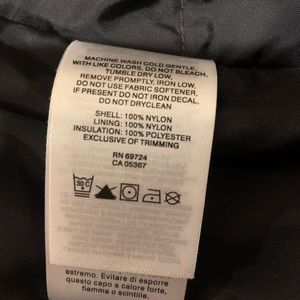 MACHINE WASH COLD GENTLE,
WITH LIKE COLORS, DO NOT BLEACH,
TUMBLE DRY LOW,
REMOVE PROMPTLY, IRON LOW,
DO NOT USE FABRIC SOFTENER,
IF PRESENT DO NOT IRON DECAL,
DO NOT DRYCLEAN
SHELL: 100% NYLON
LINING: 100% NYLON
INSULATION: 100% POLYESTER
EXCLUSIVE OF TRIMMING
RN 69724
CA 05367
30 C
estremo. Evitare di esporre
questo capo a calore forte,
fiamma o scintille.